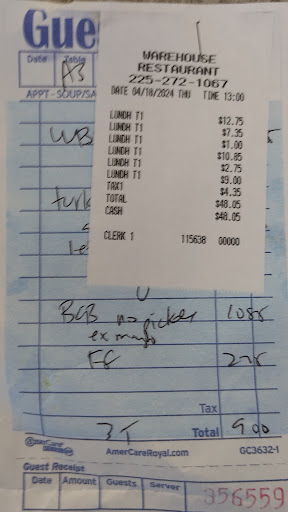 Gue
Date
Table
A3
APPT - SOUP/SA
WAREHOUSE
RESTAURANT
225-272-1067
DATE 04/18/2024 THU TIME 13:00
LUNCH T1 $12.75
LUNCH T1 $7.35
LUNCH T1 $1.00
LUNCH T1 $10.85
LUNCH T1 $2.75
LUNCH T1 $9.00
TAX1 $4.35
TOTAL $48.05
CASH $48.05
CLERK 1 115638 00000
WB
turk
BCB no pickes 1085
ex mayo
FF 275
Tax
3T Total 900
AmerCare AmerCareRoyal.com GC3632-1
Guest Receipt
Date Amount Guests Server
356559